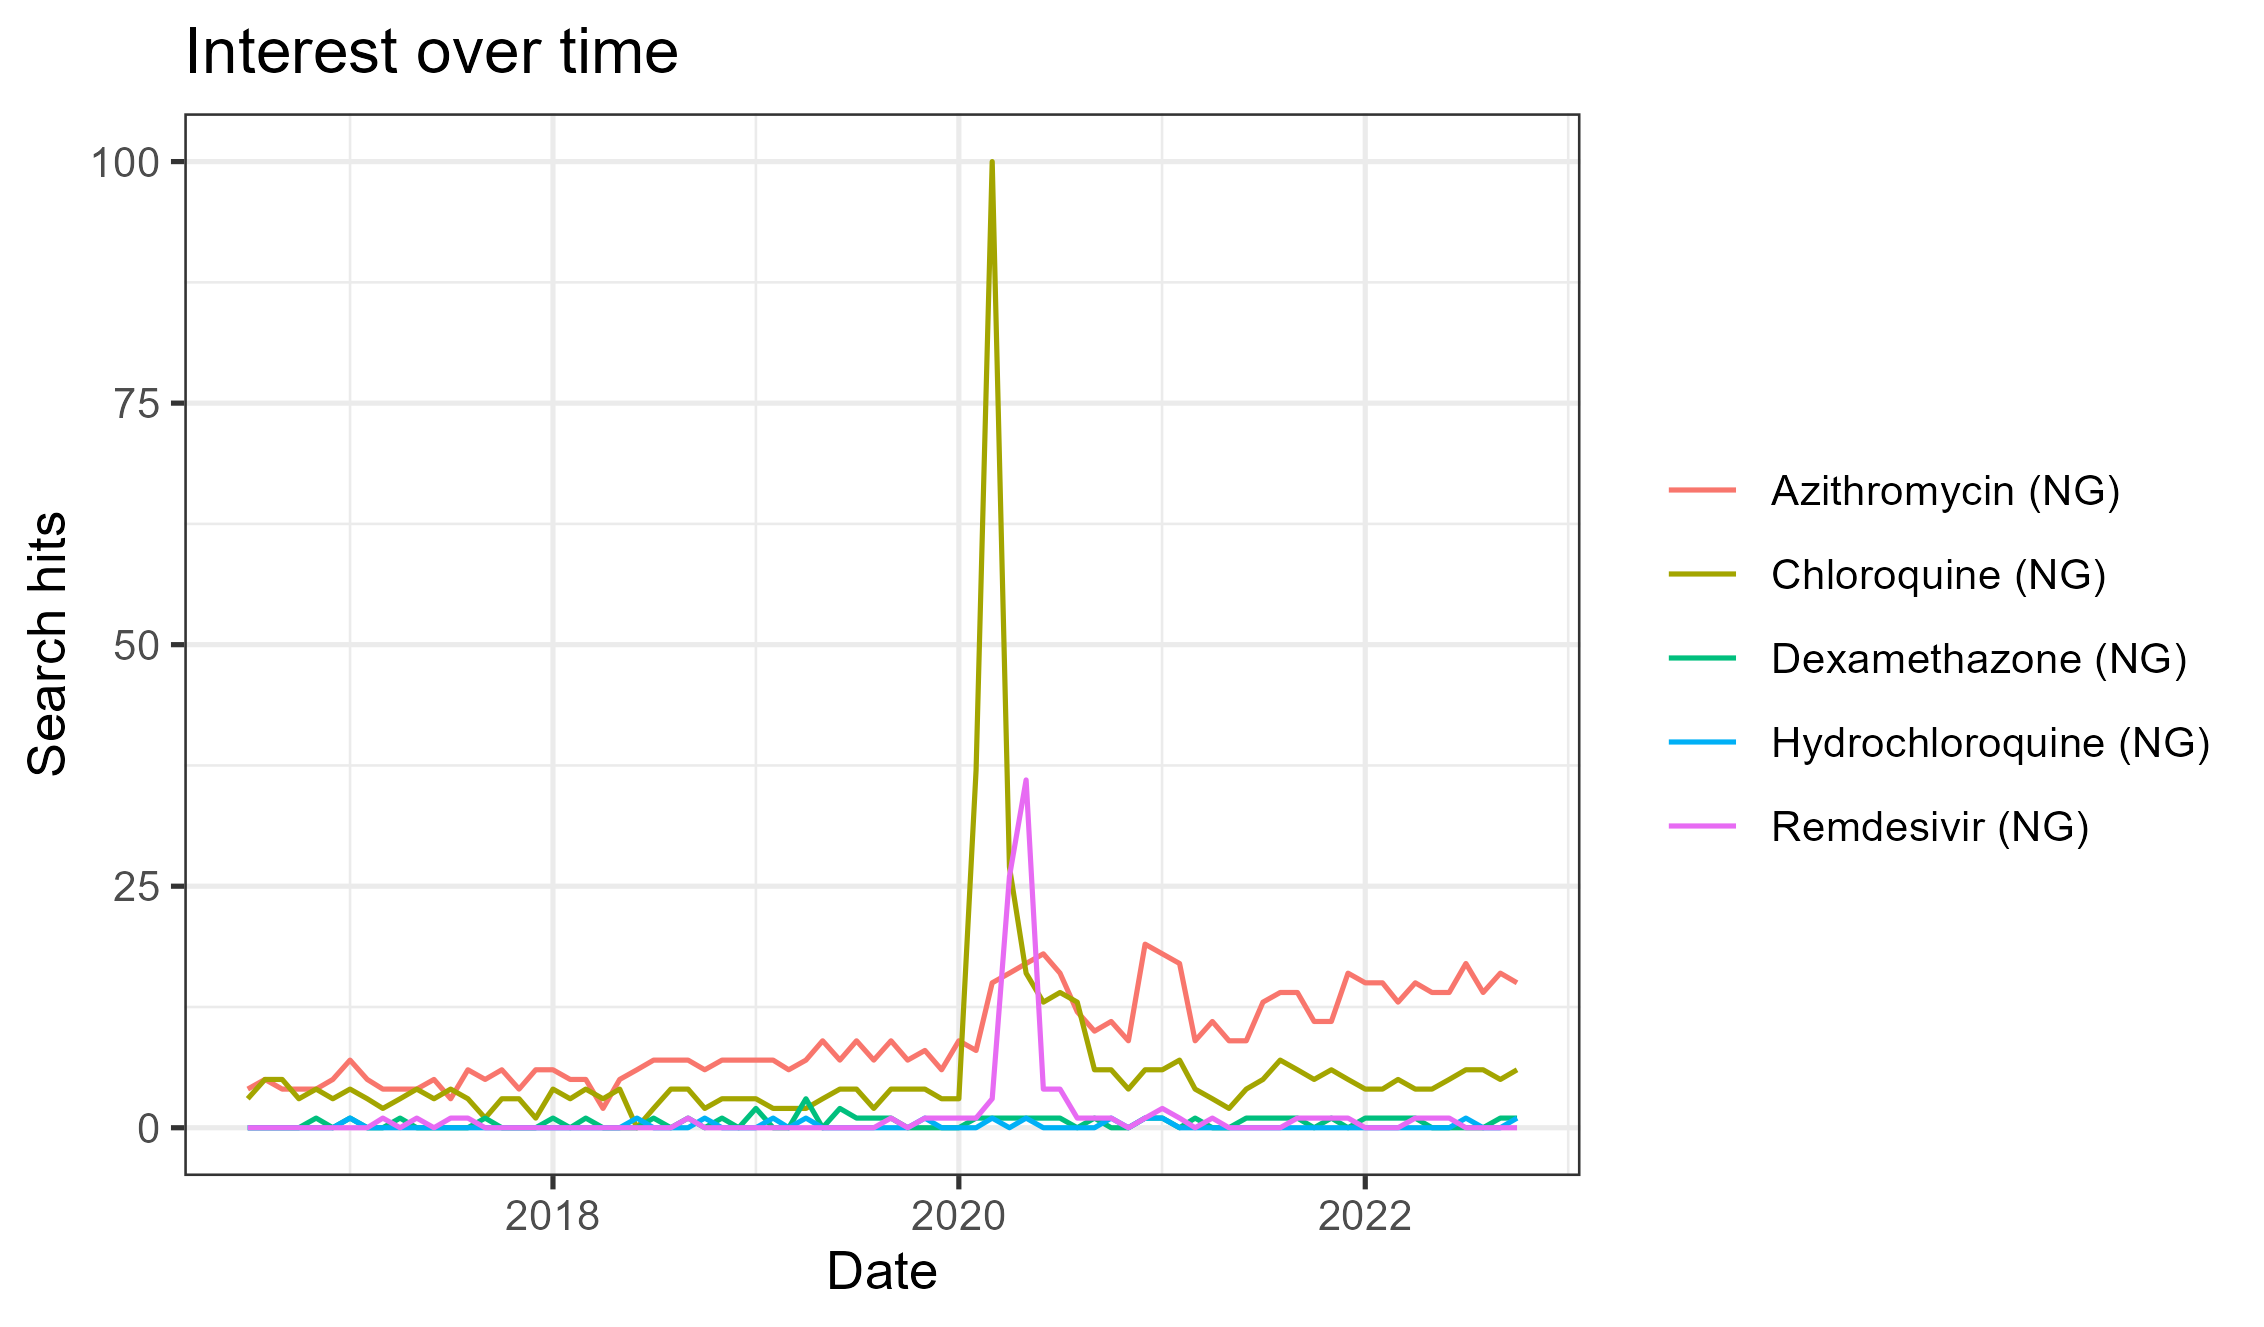 Interest over time
100
75
50
25
0
Search hits
2018
2020
2022
Date
Azithromycin (NG)
Chloroquine (NG)
Dexamethazone (NG)
Hydrochloroquine (NG)
Remdesivir (NG)